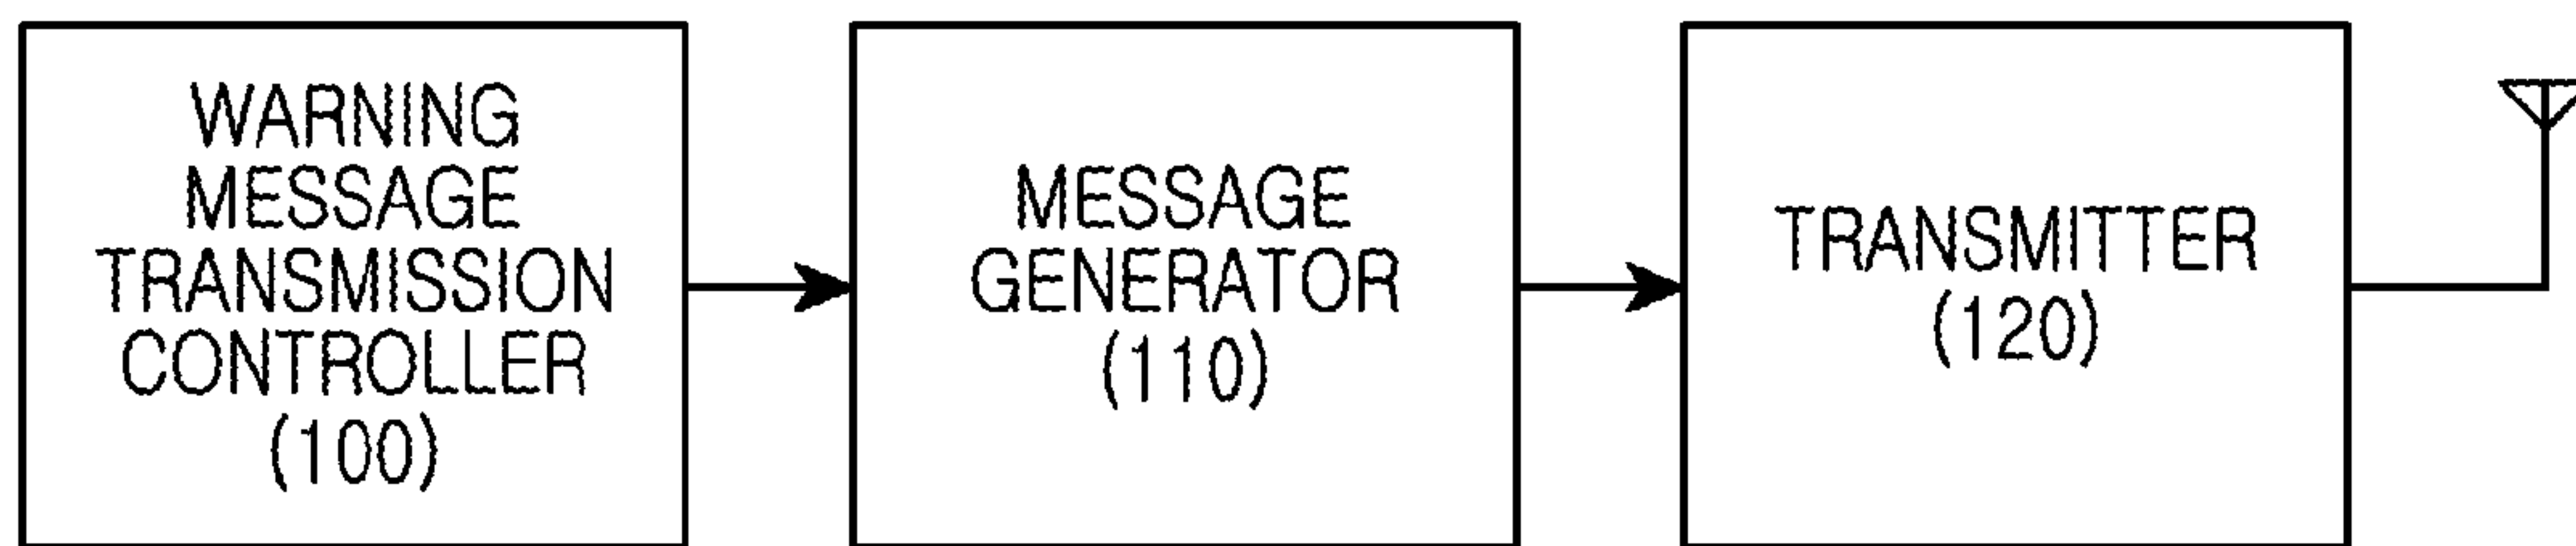 WARNING
MESSAGE
TRANSMISSION
CONTROLLER
(100)
MESSAGE
GENERATOR
(110)
TRANSMITTER
(120)